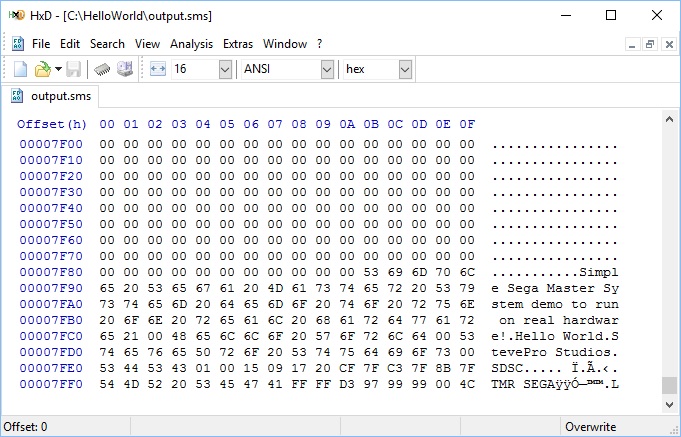 HxD - [C:\HelloWorld\output.sms]
File Edit Search View Analysis Extras Window ?
16 ANSI hex
output.sms
Offset(h) 00 01 02 03 04 05 06 07 08 09 0A 0B 0C 0D 0E 0F
00007F00 00 00 00 00 00 00 00 00 00 00 00 00 00 00 00 00 ................
00007F10 00 00 00 00 00 00 00 00 00 00 00 00 00 00 00 00 ................
00007F20 00 00 00 00 00 00 00 00 00 00 00 00 00 00 00 00 ................
00007F30 00 00 00 00 00 00 00 00 00 00 00 00 00 00 00 00 ................
00007F40 00 00 00 00 00 00 00 00 00 00 00 00 00 00 00 00 ................
00007F50 00 00 00 00 00 00 00 00 00 00 00 00 00 00 00 00 ................
00007F60 00 00 00 00 00 00 00 00 00 00 00 00 00 00 00 00 ................
00007F70 00 00 00 00 00 00 00 00 00 00 00 00 00 00 00 00 ................
00007F80 00 00 00 00 00 00 00 00 00 00 00 53 69 6D 70 6C ...........Simpl
00007F90 65 20 53 65 67 61 20 4D 61 73 74 65 72 20 53 79 e Sega Master Sy
00007FA0 73 74 65 6D 20 64 65 6D 6F 20 74 6F 20 72 75 6E stem demo to run
00007FB0 20 6F 6E 20 72 65 61 6C 20 68 61 72 64 77 61 72 on real hardwar
00007FC0 65 21 00 48 65 6C 6C 6F 20 57 6F 72 6C 64 00 53 e!.Hello World.S
00007FD0 74 65 76 65 50 72 6F 20 53 74 75 64 69 6F 73 00 tevePro Studios.
00007FE0 53 44 53 43 01 00 15 09 17 20 CF 7F C3 7F 8B 7F SDSC..... Ï.Ã.‹.
00007FF0 54 4D 52 20 53 45 47 41 FF FF D3 97 99 99 00 4C TMR SEGAÿÿÓ—™™.L
Offset: 0 Overwrite